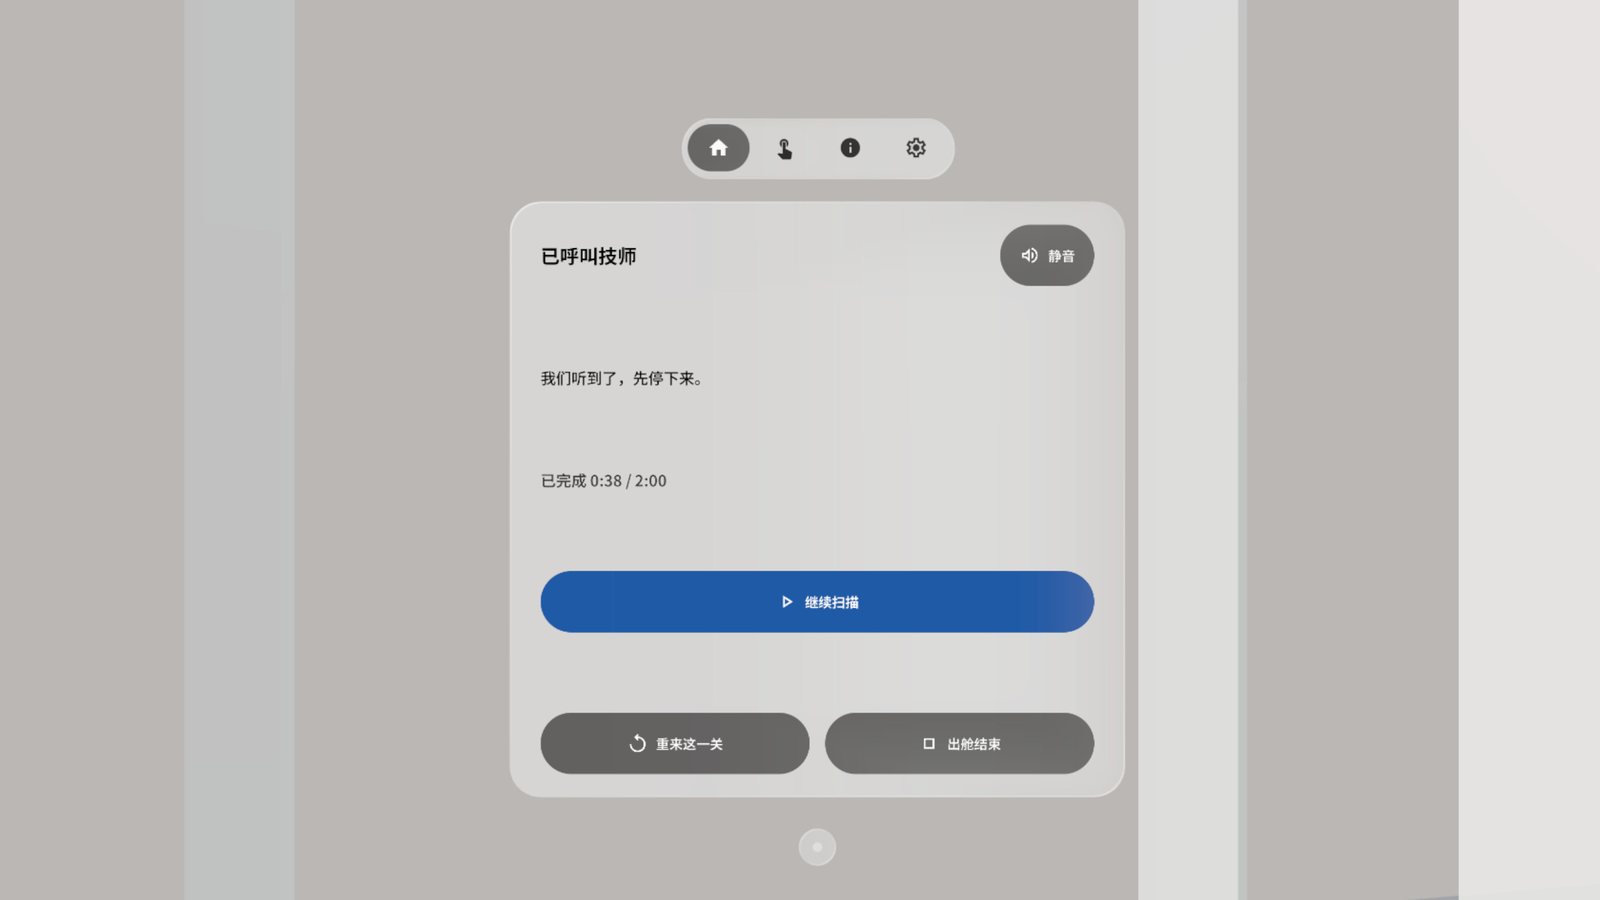 已呼叫技师
静音
我们听到了，先停下来。
已完成 0:38 / 2:00
继续扫描
重来这一关
出舱结束